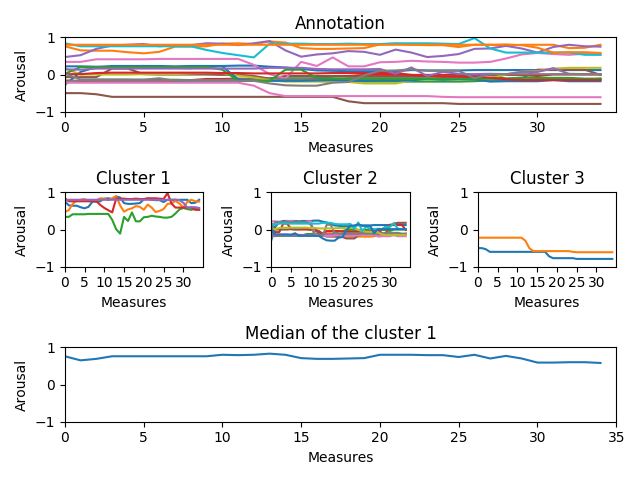 Annotation
1
0
−1
Arousal
0 5 10 15 20 25 30
Measures
Cluster 1 Cluster 2 Cluster 3
1 1 1
0 0 0
−1 −1 −1
Arousal Arousal Arousal
0 5 10 15 20 25 30 0 5 10 15 20 25 30 0 5 10 15 20 25 30
Measures Measures Measures
Median of the cluster 1
1
0
−1
Arousal
0 5 10 15 20 25 30 35
Measures